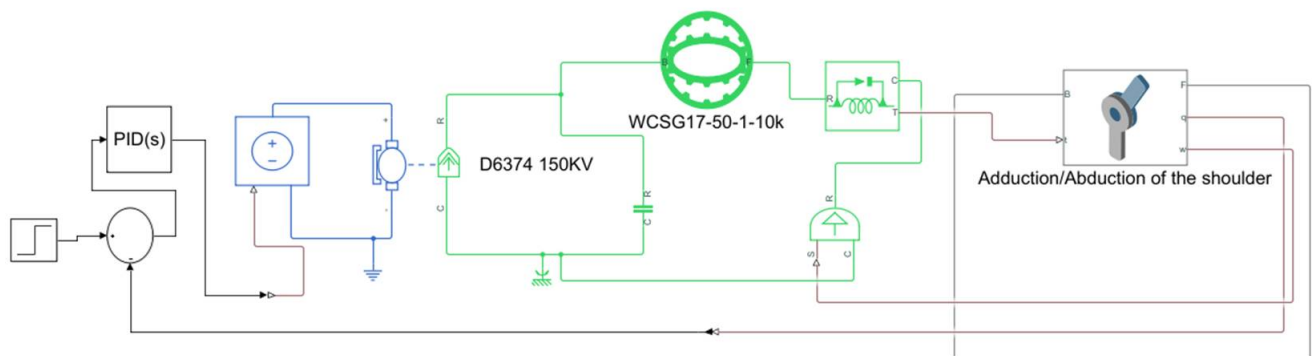 PID(s)
+
-
+
-
+
-
R
C
D6374 150KV
R
C
B
F
WCSG17-50-1-10k
R
C
T
R
S
C
B
t
F
q
w
Adduction/Abduction of the shoulder